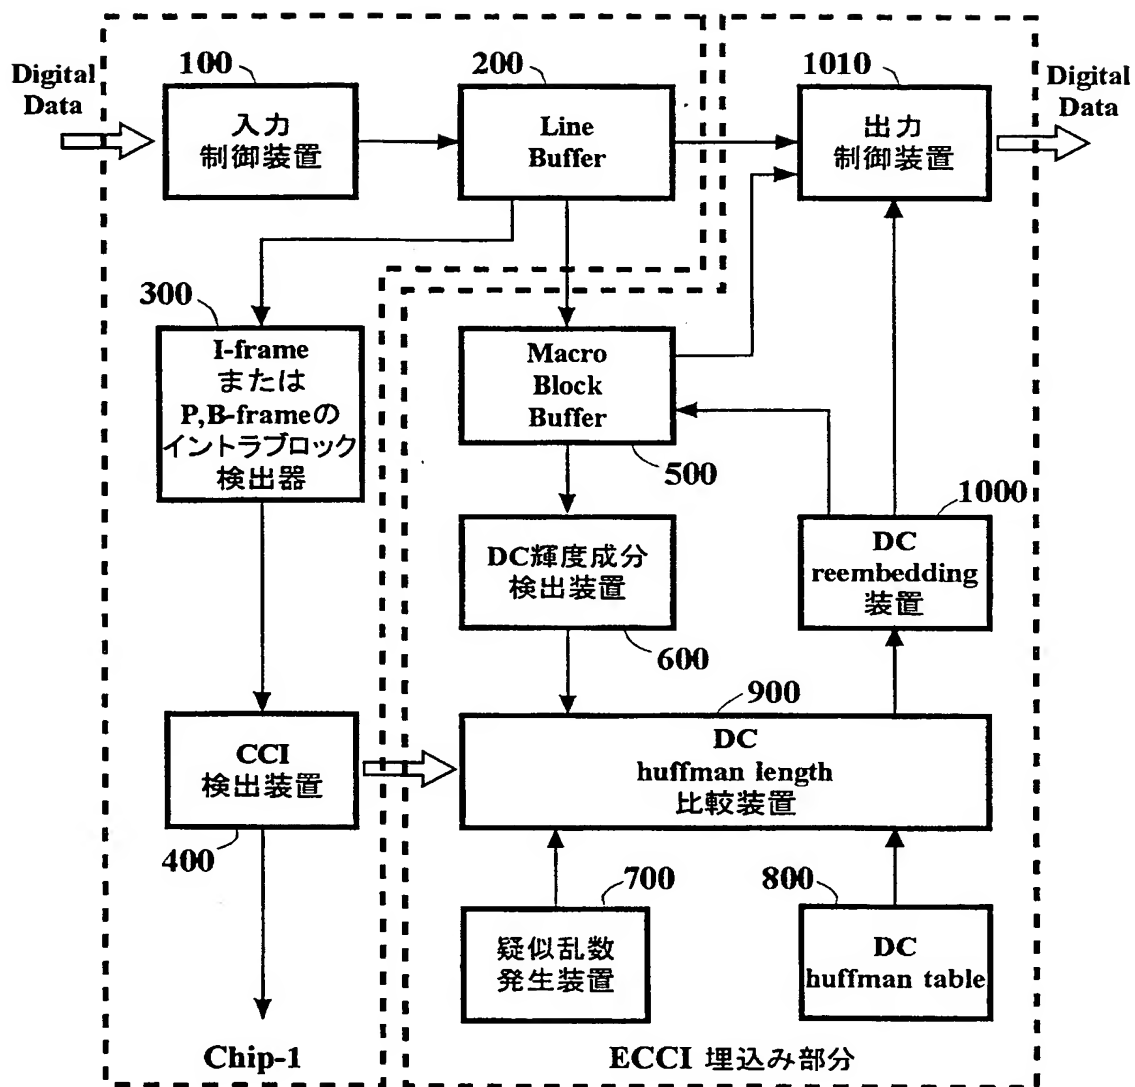 100
200
1010
Digital
Data
Digital
Data
入力
制御装置
Line
Buffer
出力
制御装置
300
I-frame
または
P,B-frameの
イントラブロック
検出器
Macro
Block
Buffer
500
1000
DC輝度成分
検出装置
DC
reembedding
装置
600
900
CCI
検出装置
DC
huffman length
比較装置
400
700
800
疑似乱数
発生装置
DC
huffman table
Chip-1
ECCI 埋込み部分